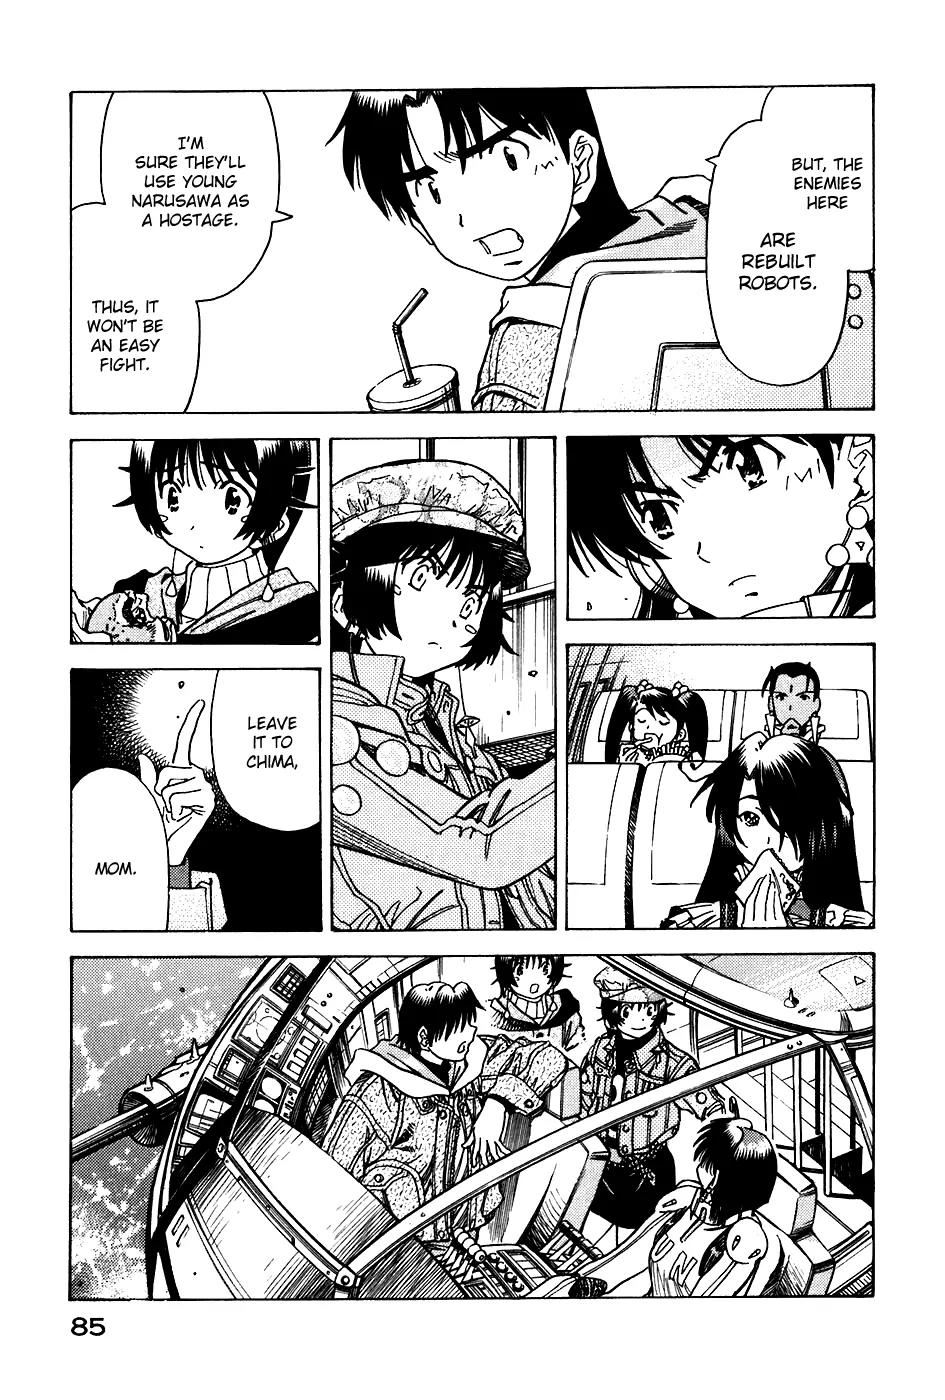 BUT, THE
ENEMIES
HERE
ARE
REBUILT
ROBOTS.
I'M
SURE THEY'LL
USE YOUNG
NARUSAWA AS
A HOSTAGE.
THUS, IT
WON'T BE
AN EASY
FIGHT.
LEAVE
IT TO
CHIMA,
MOM.
85